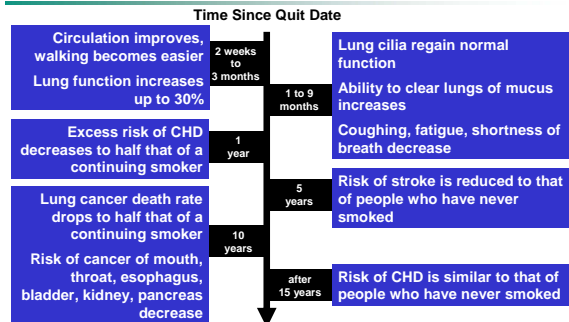 Time Since Quit Date
Circulation improves,
walking becomes easier
Lung function increases
up to 30%
2 weeks
to
3 months
Lung cilia regain normal
function
Ability to clear lungs of mucus
increases
Coughing, fatigue, shortness of
breath decrease
1 to 9
months
Excess risk of CHD
decreases to half that of a
continuing smoker
1
year
Risk of stroke is reduced to that
of people who have never
smoked
5
years
Lung cancer death rate
drops to half that of a
continuing smoker
Risk of cancer of mouth,
throat, esophagus,
bladder, kidney, pancreas
decrease
10
years
Risk of CHD is similar to that of
people who have never smoked
after
15 years